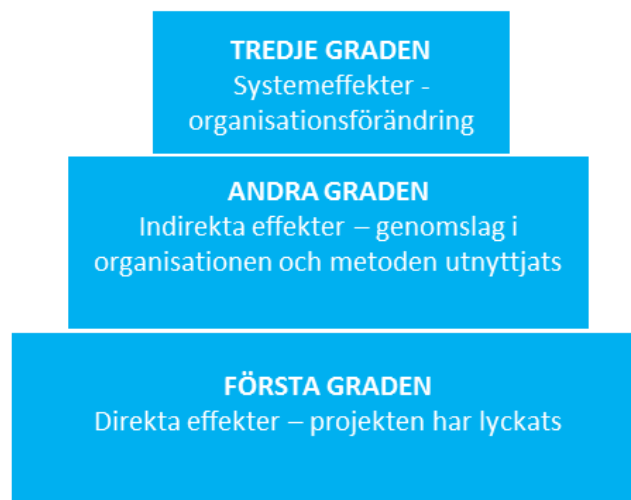 TREDJE GRADEN
Systemeffekter -
organisationsförändring
ANDRA GRADEN
Indirekta effekter – genomslag i
organisationen och metoden utnyttjats
FÖRSTA GRADEN
Direkta effekter – projekten har lyckats